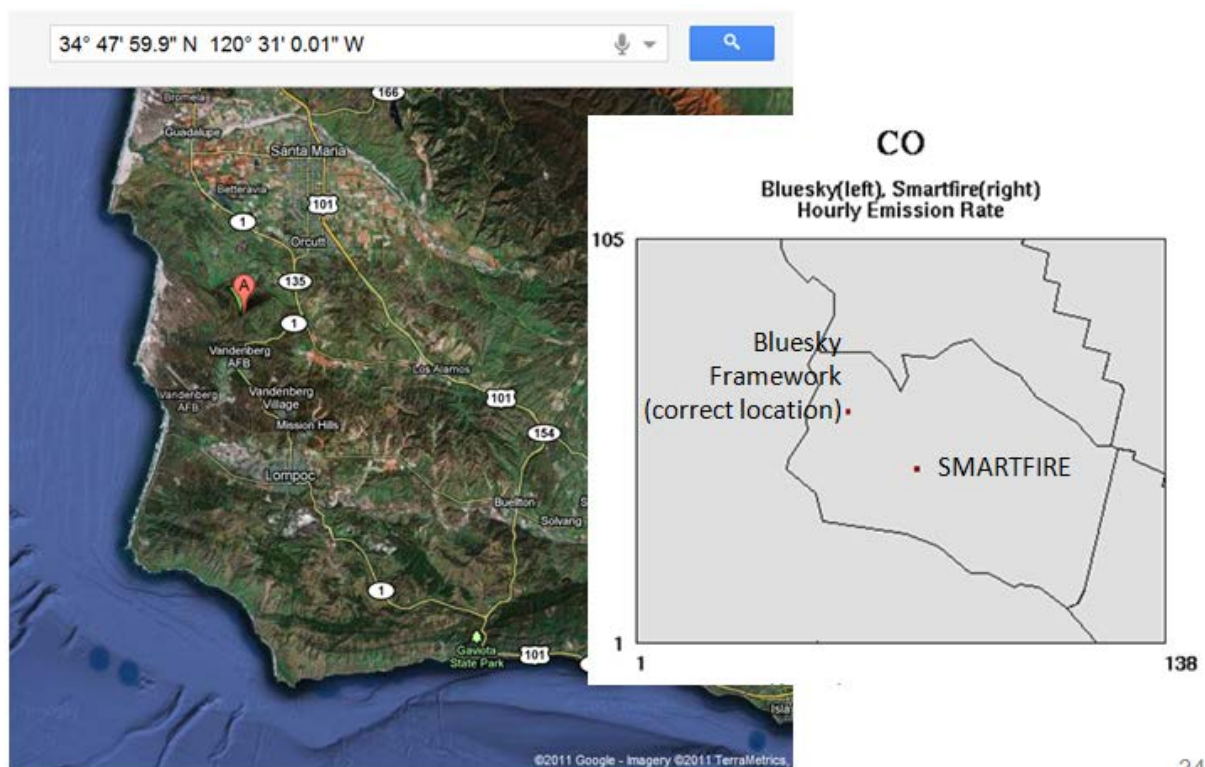 34° 47' 59.9" N 120° 31' 0.01" W
166
Bromela
Guadalupe
Santa Maria
Betteravia
101
1
Orcutt
135
A
1
Vandenberg
AFB
Los Alamos
Vandenberg
AFB
Vandenberg
Village
101
Mission Hills
154
Lompoc
Buellton
S
Solvang
1
Gaviota
State Park
101
Isla
©2011 Google - Imagery ©2011 TerraMetrics,
CO
Bluesky(left), Smartfire(right)
Hourly Emission Rate
105
Bluesky
Framework
(correct location)
SMARTFIRE
1
1
138